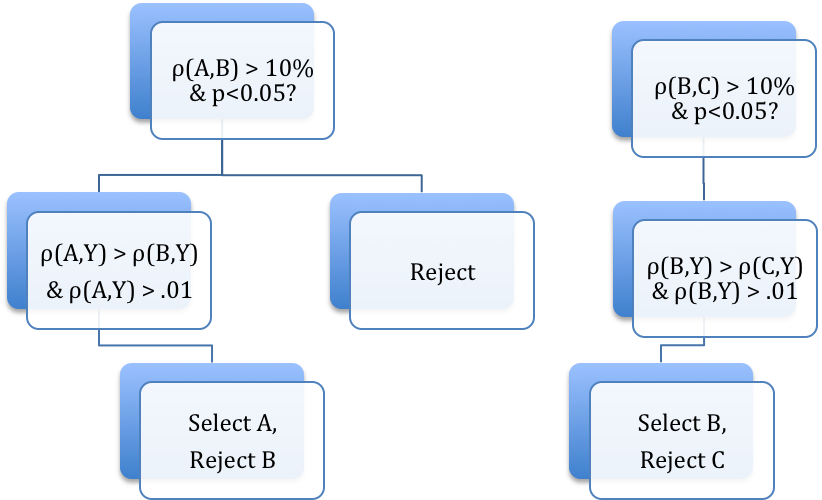 ρ(A,B) > 10%
& p<0.05?
ρ(B,C) > 10%
& p<0.05?
ρ(A,Y) > ρ(B,Y)
& ρ(A,Y) > .01
Reject
ρ(B,Y) > ρ(C,Y)
& ρ(B,Y) > .01
Select A,
Reject B
Select B,
Reject C